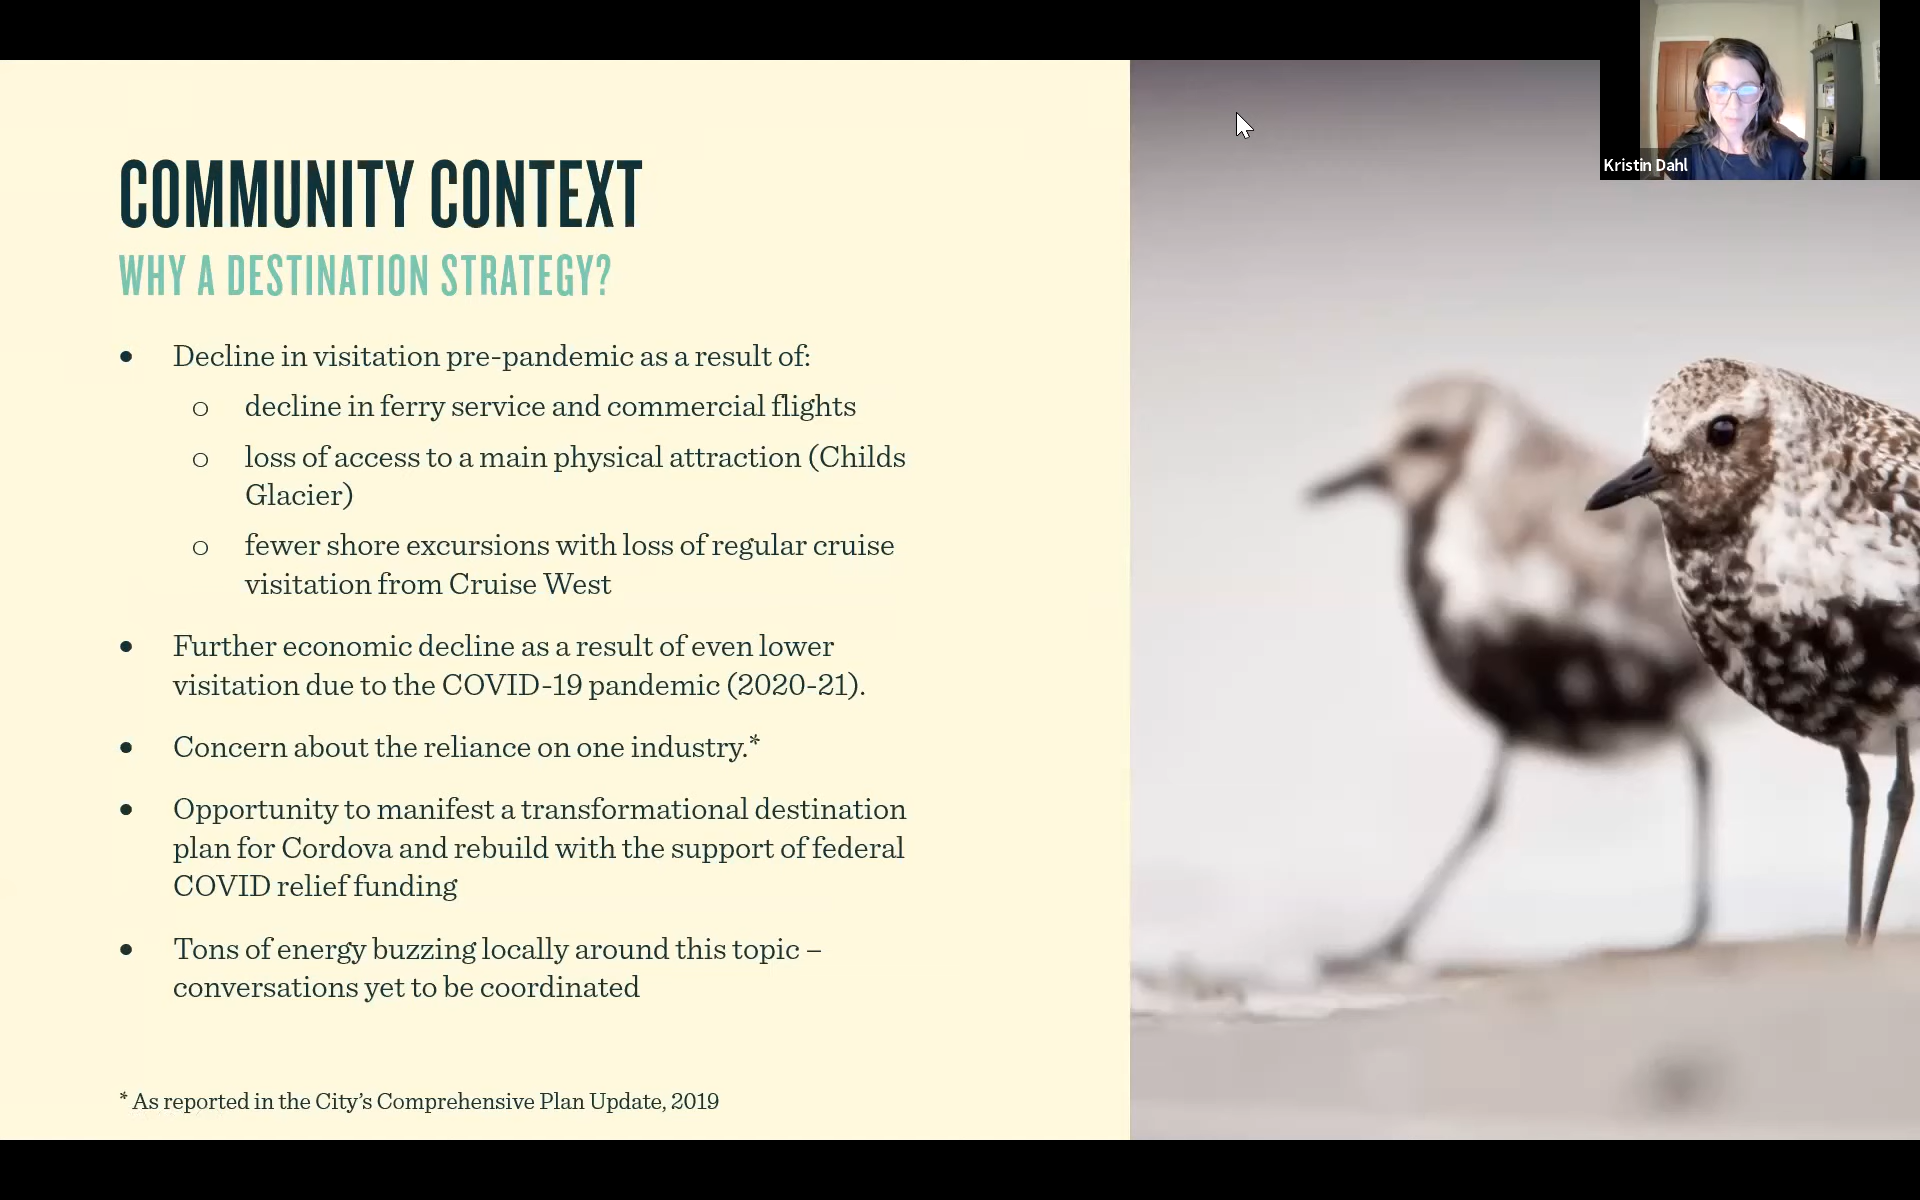 Kristin Dahl
COMMUNITY CONTEXT
WHY A DESTINATION STRATEGY?
• Decline in visitation pre-pandemic as a result of:
o decline in ferry service and commercial flights
o loss of access to a main physical attraction (Childs
Glacier)
o fewer shore excursions with loss of regular cruise
visitation from Cruise West
• Further economic decline as a result of even lower
visitation due to the COVID-19 pandemic (2020-21).
• Concern about the reliance on one industry.*
• Opportunity to manifest a transformational destination
plan for Cordova and rebuild with the support of federal
COVID relief funding
• Tons of energy buzzing locally around this topic –
conversations yet to be coordinated
* As reported in the City’s Comprehensive Plan Update, 2019